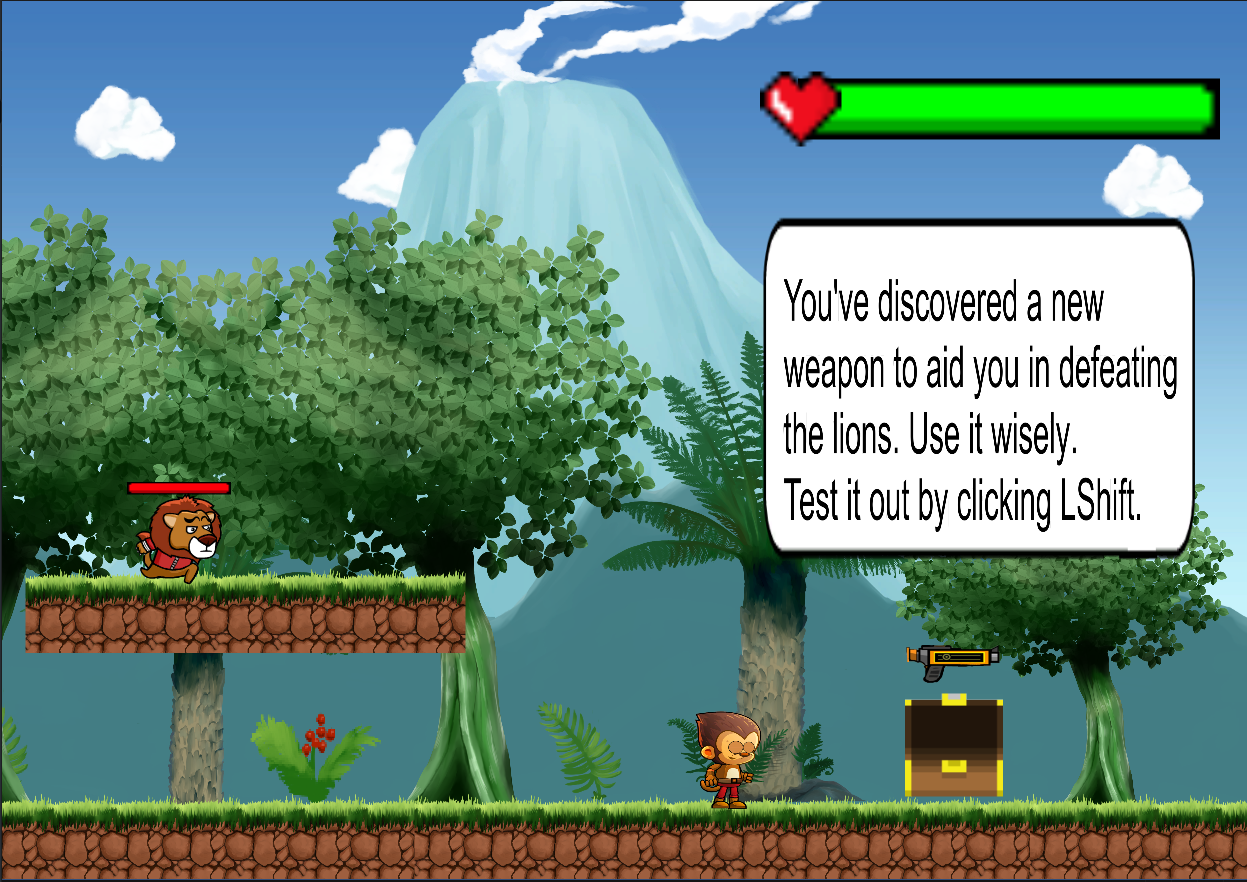 You've discovered a new
weapon to aid you in defeating
the lions. Use it wisely.
Test it out by clicking LShift.